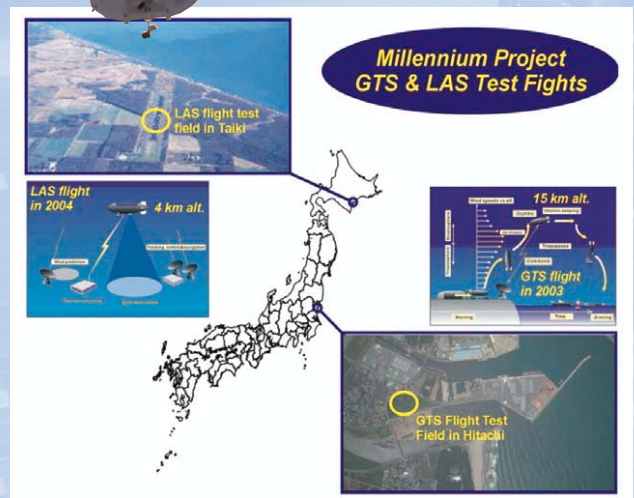 Millennium Project
GTS & LAS Test Fights
LAS flight test
field in Taiki
LAS flight
in 2004
4 km alt.
15 km alt.
Wind speeds vs alt.
Tropopause
GTS flight
in 2003
Morning
Time
Evening
GTS Flight Test
Field in Hitachi